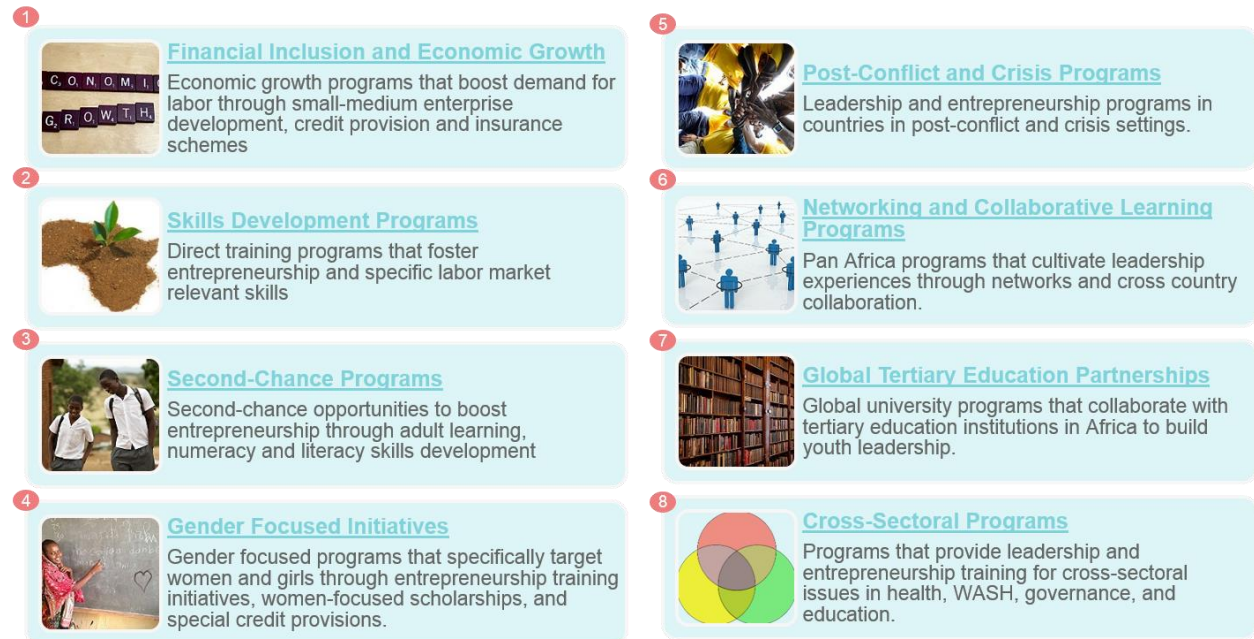 1
C O N O M I C
G R O W T H
Financial Inclusion and Economic Growth
Economic growth programs that boost demand for
labor through small-medium enterprise
development, credit provision and insurance
schemes
2
Skills Development Programs
Direct training programs that foster
entrepreneurship and specific labor market
relevant skills
3
Second-Chance Programs
Second-chance opportunities to boost
entrepreneurship through adult learning,
numeracy and literacy skills development
4
Gender Focused Initiatives
Gender focused programs that specifically target
women and girls through entrepreneurship training
initiatives, women-focused scholarships, and
special credit provisions.
5
Post-Conflict and Crisis Programs
Leadership and entrepreneurship programs in
countries in post-conflict and crisis settings.
6
Networking and Collaborative Learning
Programs
Pan Africa programs that cultivate leadership
experiences through networks and cross country
collaboration.
7
Global Tertiary Education Partnerships
Global university programs that collaborate with
tertiary education institutions in Africa to build
youth leadership.
8
Cross-Sectoral Programs
Programs that provide leadership and
entrepreneurship training for cross-sectoral
issues in health, WASH, governance, and
education.